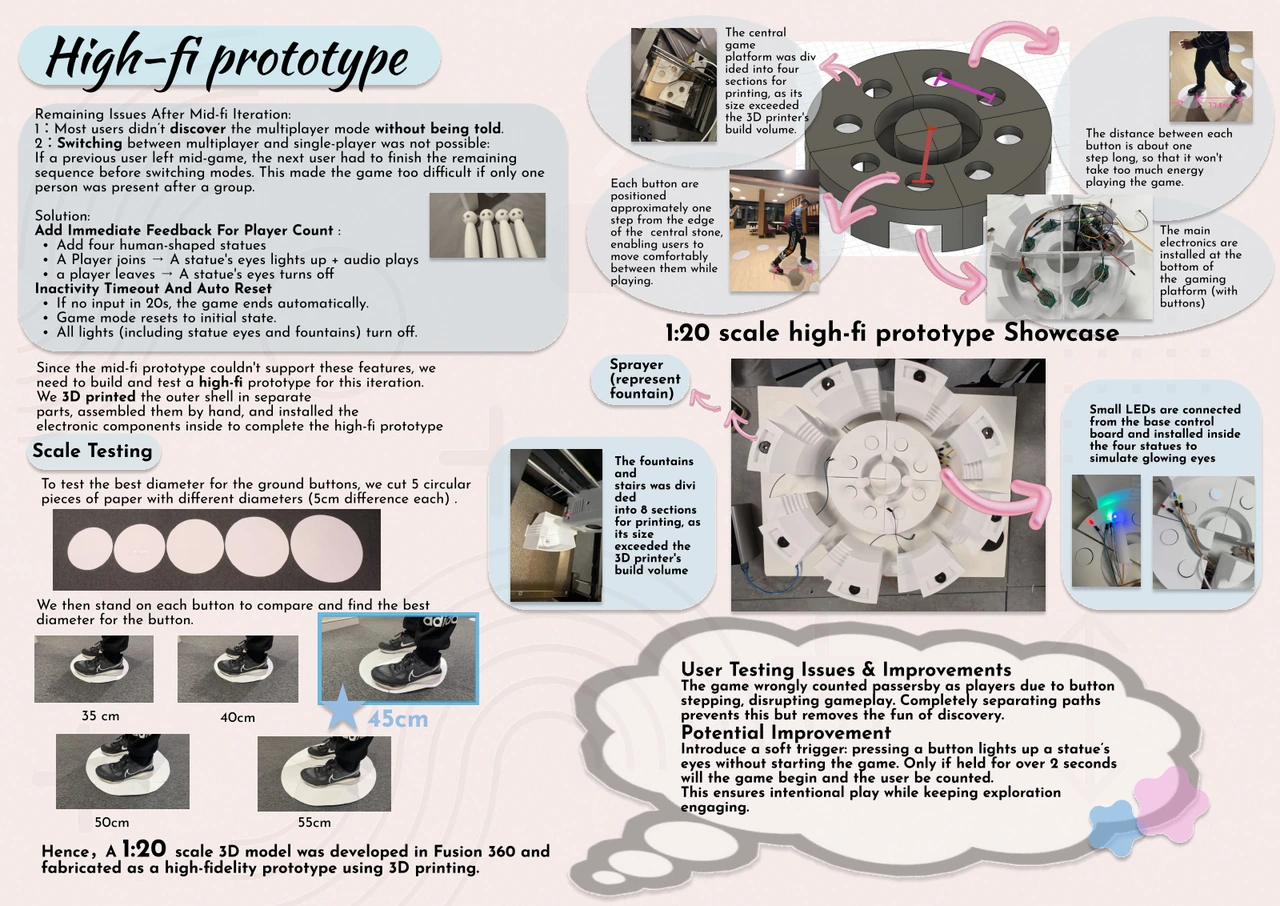 High-fi prototype
Remaining Issues After Mid-fi Iteration:
1：Most users didn't discover the multiplayer mode without being told.
2：Switching between multiplayer and single-player was not possible:
If a previous user left mid-game, the next user had to finish the remaining
sequence before switching modes. This made the game too difficult if only one
person was present after a group.
Solution:
Add Immediate Feedback For Player Count :
• Add four human-shaped statues
• A Player joins → A statue's eyes lights up + audio plays
• a player leaves → A statue's eyes turns off
Inactivity Timeout And Auto Reset
• If no input in 20s, the game ends automatically.
• Game mode resets to initial state.
• All lights (including statue eyes and fountains) turn off.
Since the mid-fi prototype couldn't support these features, we
need to build and test a high-fi prototype for this iteration.
We 3D printed the outer shell in separate
parts, assembled them by hand, and installed the
electronic components inside to complete the high-fi prototype
Scale Testing
To test the best diameter for the ground buttons, we cut 5 circular
pieces of paper with different diameters (5cm difference each) .
We then stand on each button to compare and find the best
diameter for the button.
35 cm
40cm
45cm
50cm
55cm
Hence，A 1:20 scale 3D model was developed in Fusion 360 and
fabricated as a high-fidelity prototype using 3D printing.
The central
game
platform was div
ided into four
sections for
printing, as its
size exceeded
the 3D printer's
build volume.
The distance between each
button is about one
step long, so that it won't
take too much energy
playing the game.
Each button are
positioned
approximately one
step from the edge
of the central stone,
enabling users to
move comfortably
between them while
playing.
The main
electronics are
installed at the
bottom of
the gaming
platform (with
buttons)
1:20 scale high-fi prototype Showcase
Sprayer
(represent
fountain)
The fountains
and
stairs was divi
ded
into 8 sections
for printing, as
its size
exceeded the
3D printer's
build volume
Small LEDs are connected
from the base control
board and installed inside
the four statues to
simulate glowing eyes
User Testing Issues & Improvements
The game wrongly counted passersby as players due to button
stepping, disrupting gameplay. Completely separating paths
prevents this but removes the fun of discovery.
Potential Improvement
Introduce a soft trigger: pressing a button lights up a statue's
eyes without starting the game. Only if held for over 2 seconds
will the game begin and the user be counted.
This ensures intentional play while keeping exploration
engaging.